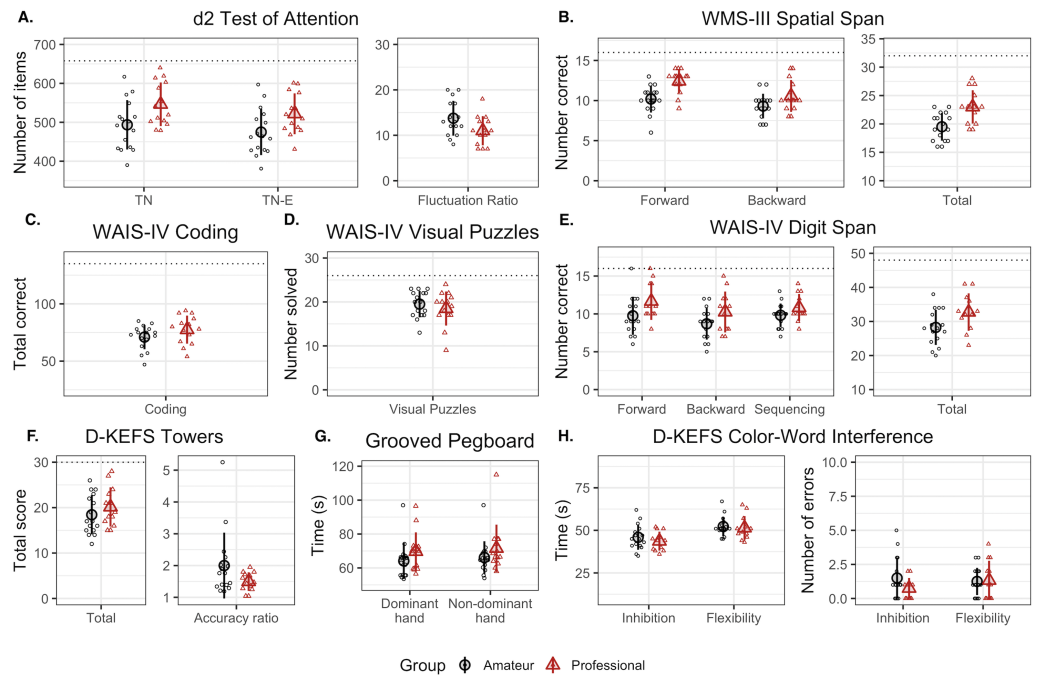 A.
d2 Test of Attention
Number of items
700
600
500
400
TN
TN-E
30
20
10
0
Fluctuation Ratio
B.
WMS-III Spatial Span
Number correct
15
10
5
0
Forward
Backward
35
30
25
20
15
10
Total
C.
WAIS-IV Coding
Total correct
100
50
Coding
D.
WAIS-IV Visual Puzzles
Number solved
30
20
10
0
Visual Puzzles
E.
WAIS-IV Digit Span
Number correct
15
10
5
0
Forward
Backward
Sequencing
50
40
30
20
10
Total
F.
D-KEFS Towers
Total score
30
20
10
0
Total
5
4
3
2
1
Accuracy ratio
G.
Grooved Pegboard
Time (s)
120
100
80
60
Dominant
hand
Non-dominant
hand
H.
D-KEFS Color-Word Interference
Time (s)
75
50
25
Inhibition
Flexibility
Number of errors
10.0
7.5
5.0
2.5
0.0
Inhibition
Flexibility
Group
Amateur
Professional